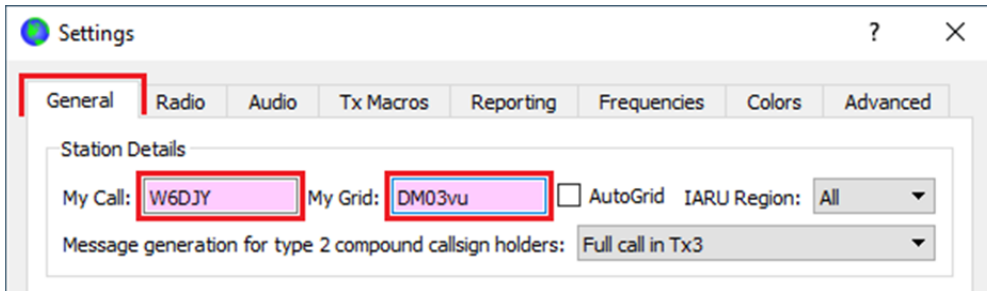 Settings ?
General Radio Audio Tx Macros Reporting Frequencies Colors Advanced
Station Details
My Call: W6DJY My Grid: DM03vu AutoGrid IARU Region: All
Message generation for type 2 compound callsign holders: Full call in Tx3